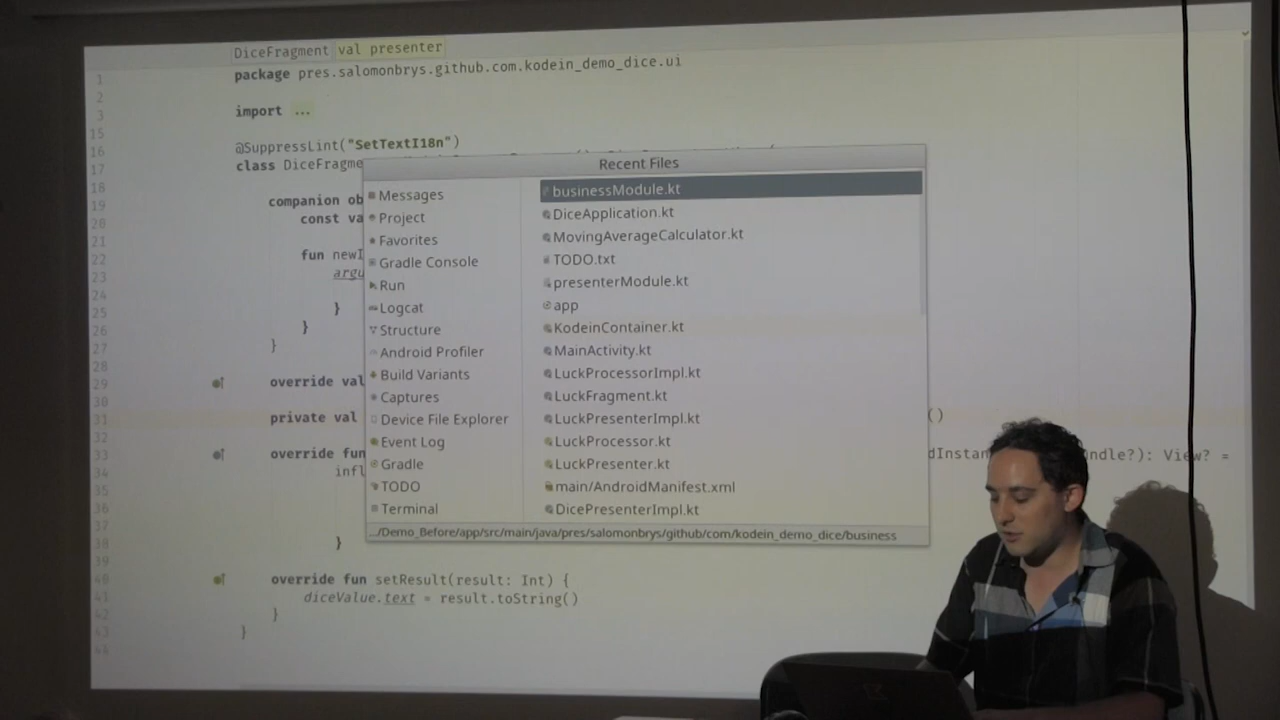 DiceFragment val presenter
1 package pres.salomonbrys.github.com.kodein_demo_dice.ui
2
3 import ...
15
16 @SuppressLint("SetTextI18n")
17 class DiceFragme
18
19 companion ob
20 const va
21
22 fun newI
23 argu
24
25 }
26 }
27 }
28
29 override val
30
31 private val ()
32
33 override fun dInstan ndle?): View? =
34 infl
35
36
37
38 }
39
40 override fun setResult(result: Int) {
41 diceValue.text = result.toString()
42 }
43 }
44
Recent Files
Messages
Project
Favorites
Gradle Console
Run
Logcat
Structure
Android Profiler
Build Variants
Captures
Device File Explorer
Event Log
Gradle
TODO
Terminal
businessModule.kt
DiceApplication.kt
MovingAverageCalculator.kt
TODO.txt
presenterModule.kt
app
KodeinContainer.kt
MainActivity.kt
LuckProcessorImpl.kt
LuckFragment.kt
LuckPresenterImpl.kt
LuckProcessor.kt
LuckPresenter.kt
main/AndroidManifest.xml
DicePresenterImpl.kt
.../Demo_Before/app/src/main/java/pres/salomonbrys/github/com/kodein_demo_dice/business